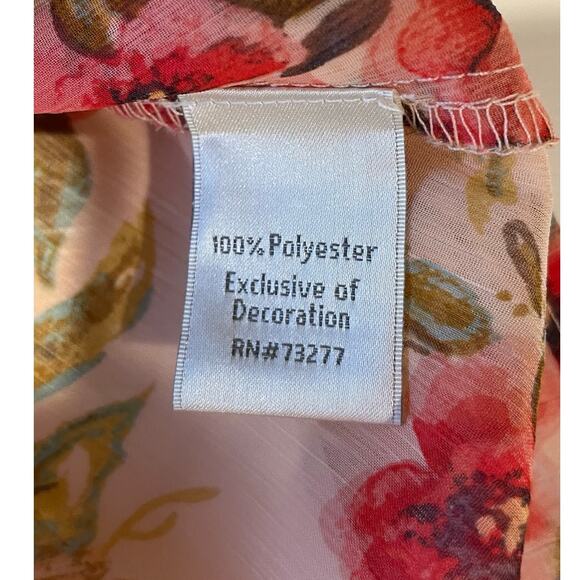 100% Polyester
Exclusive of
Decoration
RN#73277